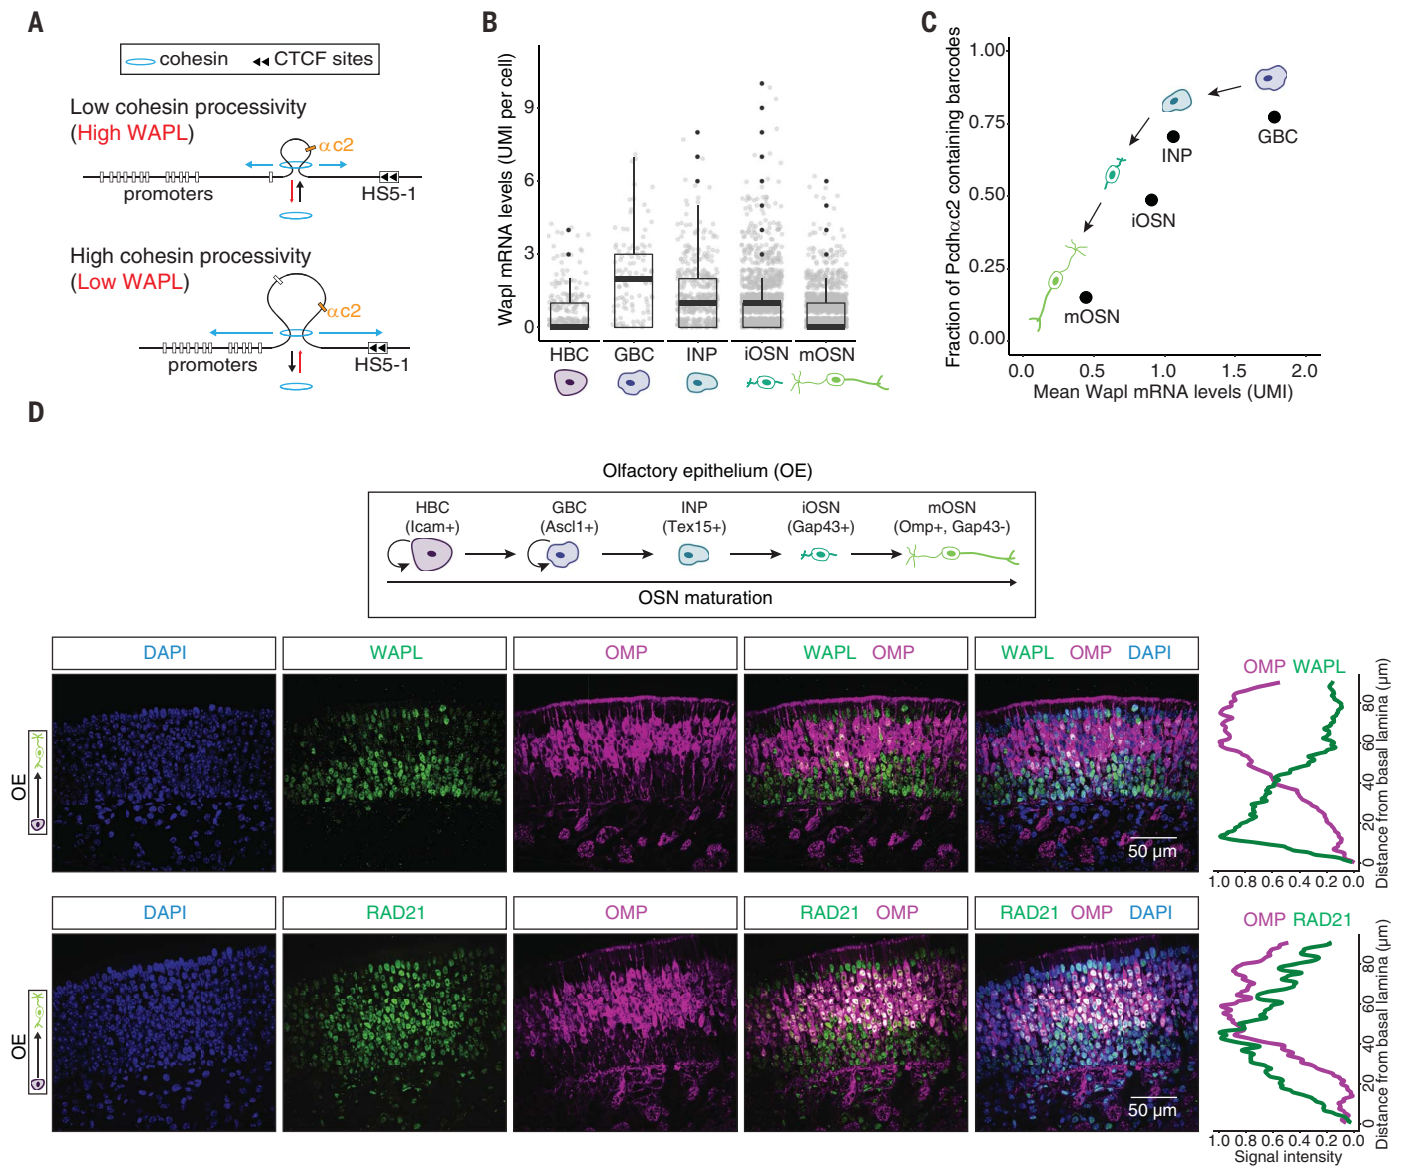 A
cohesin
CTCF sites
Low cohesin processivity
(High WAPL)
αc2
promoters
HS5-1
High cohesin processivity
(Low WAPL)
αc2
promoters
HS5-1
B
Wapl mRNA levels (UMI per cell)
9
6
3
0
HBC GBC INP iOSN mOSN
C
Fraction of Pcdhαc2 containing barcodes
1.00
0.75
0.50
0.25
0.00
GBC
INP
iOSN
mOSN
0.0 0.5 1.0 1.5 2.0
Mean Wapl mRNA levels (UMI)
D
Olfactory epithelium (OE)
HBC GBC INP iOSN mOSN
(Icam+) (Ascl1+) (Tex15+) (Gap43+) (Omp+, Gap43-)
OSN maturation
DAPI WAPL OMP WAPL OMP WAPL OMP DAPI
OE
50 µm
OMP WAPL
80
60
40
20
0
Distance from basal lamina (µm)
1.0 0.8 0.6 0.4 0.2 0.0
DAPI RAD21 OMP RAD21 OMP RAD21 OMP DAPI
OE
50 µm
OMP RAD21
80
60
40
20
0
Distance from basal lamina (µm)
1.0 0.8 0.6 0.4 0.2 0.0
Signal intensity